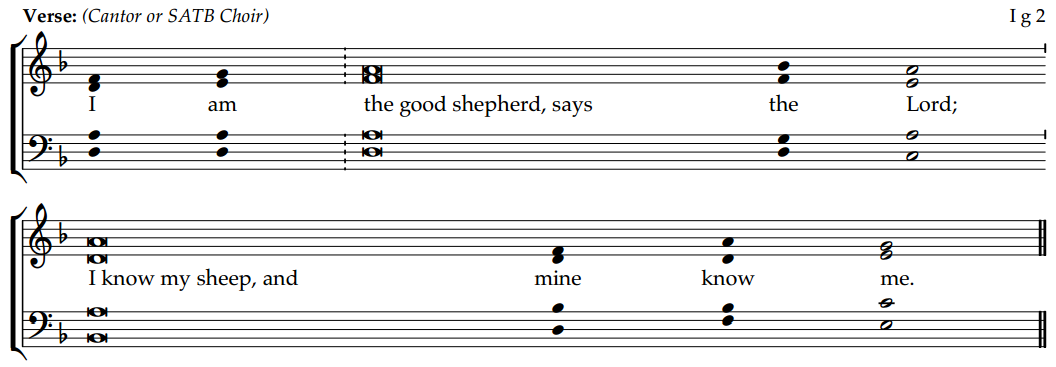 Verse: (Cantor or SATB Choir) I g 2
I am the good shepherd, says the Lord;
I know my sheep, and mine know me.